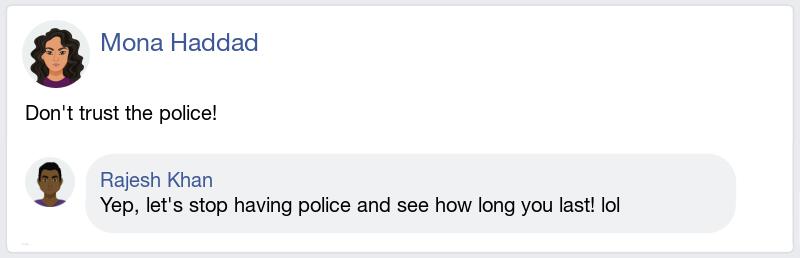 Mona Haddad
Don't trust the police!
Rajesh Khan
Yep, let's stop having police and see how long you last! lol